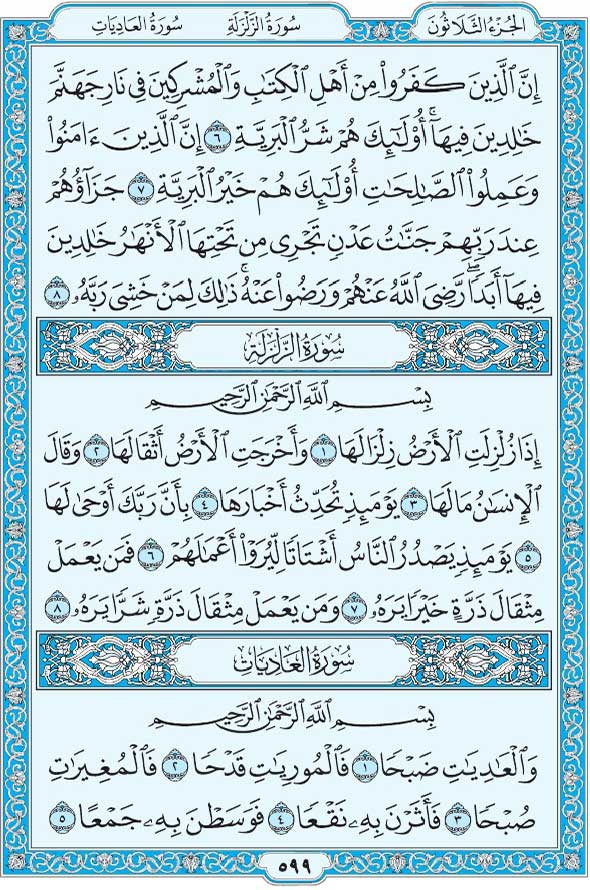 الجُزءُ الثَّلَاثُونَ سُورَةُ الزَّلْزَلَةِ سُورَةُ العَادِيَاتِ
إِنَّ ٱلَّذِينَ كَفَرُوا۟ مِنْ أَهْلِ ٱلْكِتَٰبِ وَٱلْمُشْرِكِينَ فِى نَارِ جَهَنَّمَ
خَٰلِدِينَ فِيهَآ ۚ أُو۟لَٰٓئِكَ هُمْ شَرُّ ٱلْبَرِيَّةِ ٦ إِنَّ ٱلَّذِينَ ءَامَنُوا۟
وَعَمِلُوا۟ ٱلصَّٰلِحَٰتِ أُو۟لَٰٓئِكَ هُمْ خَيْرُ ٱلْبَرِيَّةِ ٧ جَزَآؤُهُمْ
عِندَ رَبِّهِمْ جَنَّٰتُ عَدْنٍ تَجْرِى مِن تَحْتِهَا ٱلْأَنْهَٰرُ خَٰلِدِينَ
فِيهَآ أَبَدًا ۖ رَّضِىَ ٱللَّهُ عَنْهُمْ وَرَضُوا۟ عَنْهُ ۚ ذَٰلِكَ لِمَنْ خَشِىَ رَبَّهُۥ ٨
سُورَةُ الزَّلْزَلَةِ
بِسْمِ ٱللَّهِ ٱلرَّحْمَٰنِ ٱلرَّحِيمِ
إِذَا زُلْزِلَتِ ٱلْأَرْضُ زِلْزَالَهَا ١ وَأَخْرَجَتِ ٱلْأَرْضُ أَثْقَالَهَا ٢ وَقَالَ
ٱلْإِنسَٰنُ مَا لَهَا ٣ يَوْمَئِذٍ تُحَدِّثُ أَخْبَارَهَا ٤ بِأَنَّ رَبَّكَ أَوْحَىٰ لَهَا
٥ يَوْمَئِذٍ يَصْدُرُ ٱلنَّاسُ أَشْتَاتًا لِّيُرَوْا۟ أَعْمَٰلَهُمْ ٦ فَمَن يَعْمَلْ
مِثْقَالَ ذَرَّةٍ خَيْرًا يَرَهُۥ ٧ وَمَن يَعْمَلْ مِثْقَالَ ذَرَّةٍ شَرًّا يَرَهُۥ ٨
سُورَةُ العَادِيَاتِ
بِسْمِ ٱللَّهِ ٱلرَّحْمَٰنِ ٱلرَّحِيمِ
وَٱلْعَٰدِيَٰتِ ضَبْحًا ١ فَٱلْمُورِيَٰتِ قَدْحًا ٢ فَٱلْمُغِيرَٰتِ
صُبْحًا ٣ فَأَثَرْنَ بِهِۦ نَقْعًا ٤ فَوَسَطْنَ بِهِۦ جَمْعًا ٥
٥٩٩